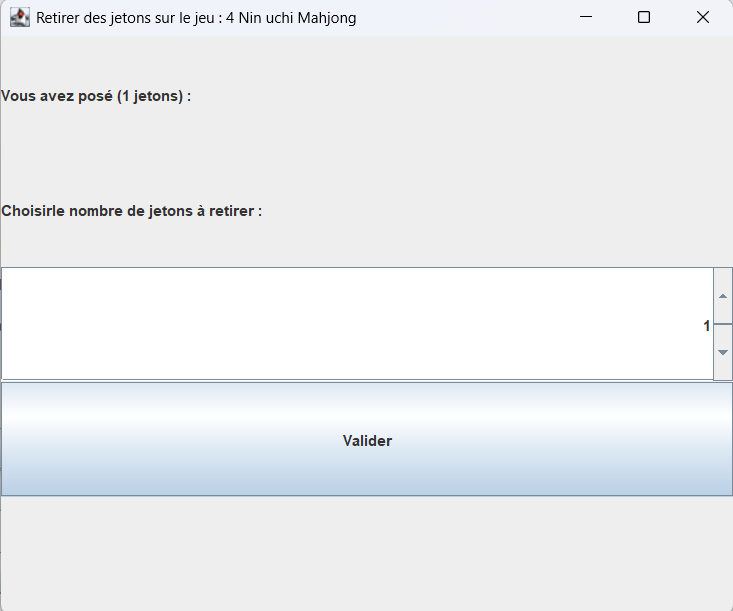 Retirer des jetons sur le jeu : 4 Nin uchi Mahjong
Vous avez posé (1 jetons) :
Choisirle nombre de jetons à retirer :
1
Valider